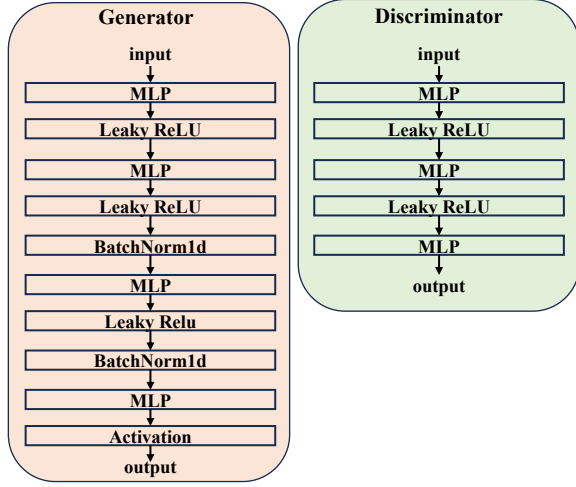 Generator
input
MLP
Leaky ReLU
MLP
Leaky ReLU
BatchNorm1d
MLP
Leaky Relu
BatchNorm1d
MLP
Activation
output
Discriminator
input
MLP
Leaky ReLU
MLP
Leaky ReLU
MLP
output